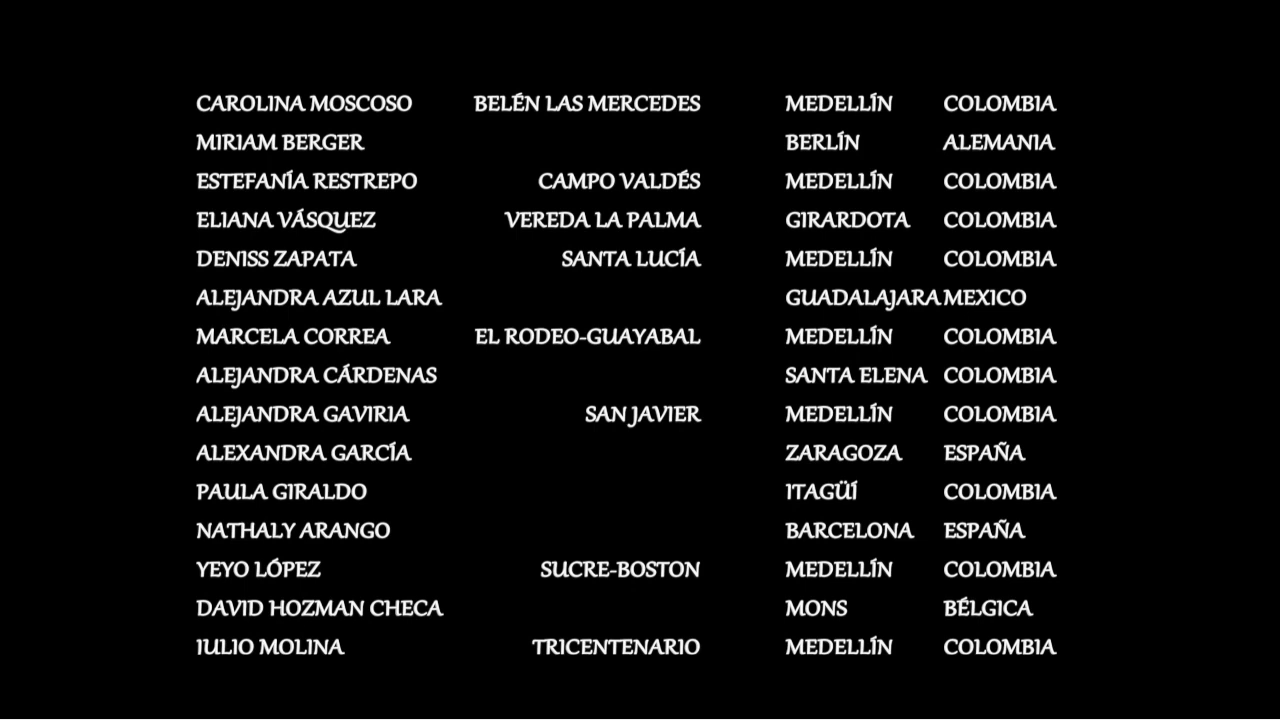 CAROLINA MOSCOSO BELÉN LAS MERCEDES MEDELLÍN COLOMBIA
MIRIAM BERGER BERLÍN ALEMANIA
ESTEFANÍA RESTREPO CAMPO VALDÉS MEDELLÍN COLOMBIA
ELIANA VÁSQUEZ VEREDA LA PALMA GIRARDOTA COLOMBIA
DENISS ZAPATA SANTA LUCÍA MEDELLÍN COLOMBIA
ALEJANDRA AZUL LARA GUADALAJARA MEXICO
MARCELA CORREA EL RODEO-GUAYABAL MEDELLÍN COLOMBIA
ALEJANDRA CÁRDENAS SANTA ELENA COLOMBIA
ALEJANDRA GAVIRIA SAN JAVIER MEDELLÍN COLOMBIA
ALEXANDRA GARCÍA ZARAGOZA ESPAÑA
PAULA GIRALDO ITAGÜÍ COLOMBIA
NATHALY ARANGO BARCELONA ESPAÑA
YEYO LÓPEZ SUCRE-BOSTON MEDELLÍN COLOMBIA
DAVID HOZMAN CHECA MONS BÉLGICA
IULIO MOLINA TRICENTENARIO MEDELLÍN COLOMBIA